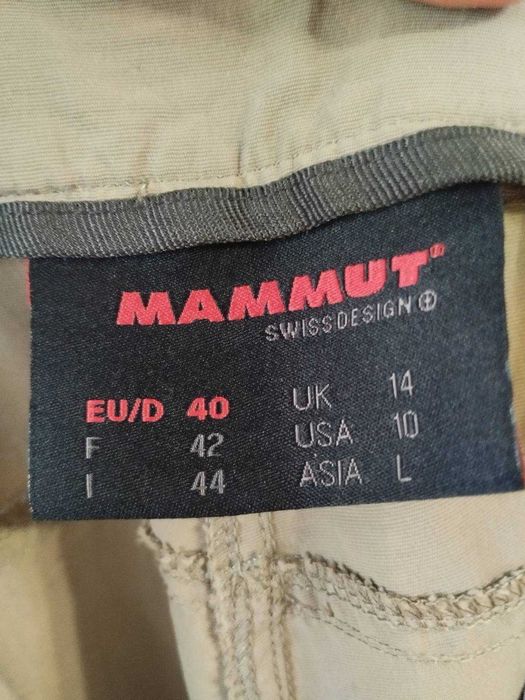 MAMMUT®
SWISSDESIGN
EU/D 40 UK 14
F 42 USA 10
I 44 ASIA L